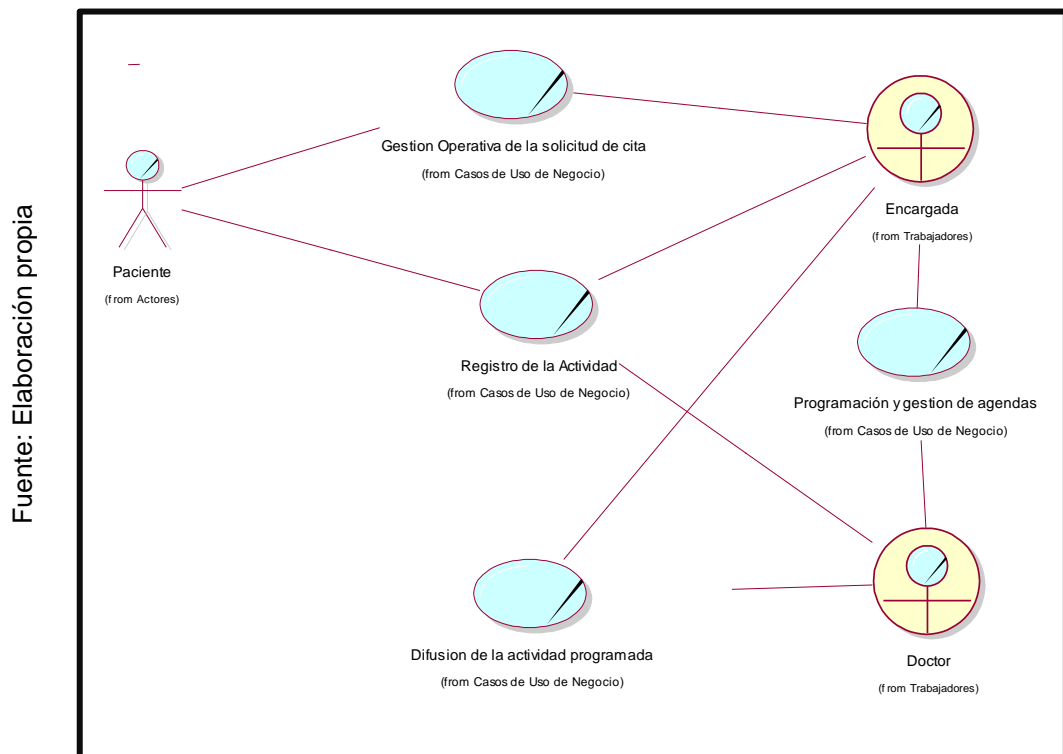 Fuente: Elaboración propia
Gestion Operativa de la solicitud de cita
(from Casos de Uso de Negocio)
Encargada
(from Trabajadores)
Paciente
(from Actores)
Registro de la Actividad
(from Casos de Uso de Negocio)
Programación y gestion de agendas
(from Casos de Uso de Negocio)
Difusion de la actividad programada
(from Casos de Uso de Negocio)
Doctor
(from Trabajadores)